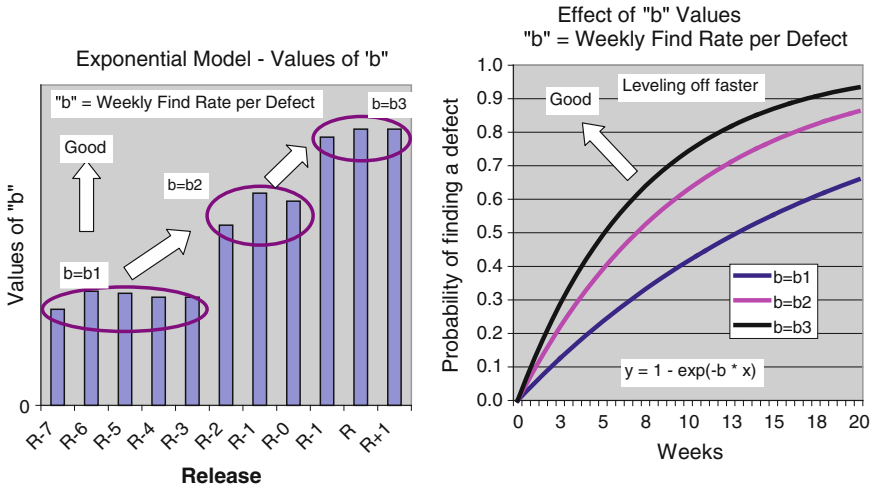 Exponential Model - Values of 'b"
"b" = Weekly Find Rate per Defect
b=b3
Good
b=b2
b=b1
Values of "b"
0
R-7
R-6
R-5
R-4
R-3
R-2
R-1
R-0
R-1
R
R+1
Release
Effect of "b" Values
"b" = Weekly Find Rate per Defect
1.0
0.9
0.8
0.7
0.6
0.5
0.4
0.3
0.2
0.1
0.0
Probability of finding a defect
Leveling off faster
Good
b=b1
b=b2
b=b3
y = 1 - exp(-b * x)
0
3
5
8
10
13
15
18
20
Weeks